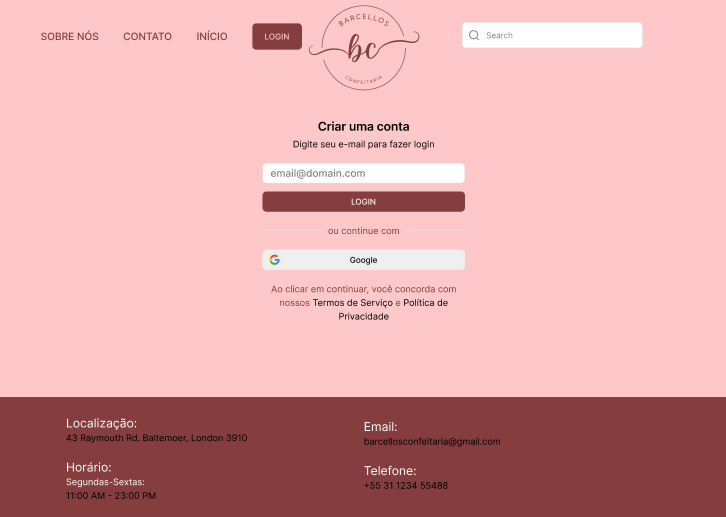 SOBRE NÓS
CONTATO
INÍCIO
LOGIN
BARCELLOS
bc
CONFEITARIA
Search
Criar uma conta
Digite seu e-mail para fazer login
email@domain.com
LOGIN
ou continue com
Google
Ao clicar em continuar, você concorda com
nossos Termos de Serviço e Política de
Privacidade
Localização:
43 Raymouth Rd. Baltemoer, London 3910
Horário:
Segundas-Sextas:
11:00 AM - 23:00 PM
Email:
barcellosconfeitaria@gmail.com
Telefone:
+55 31 1234 55488